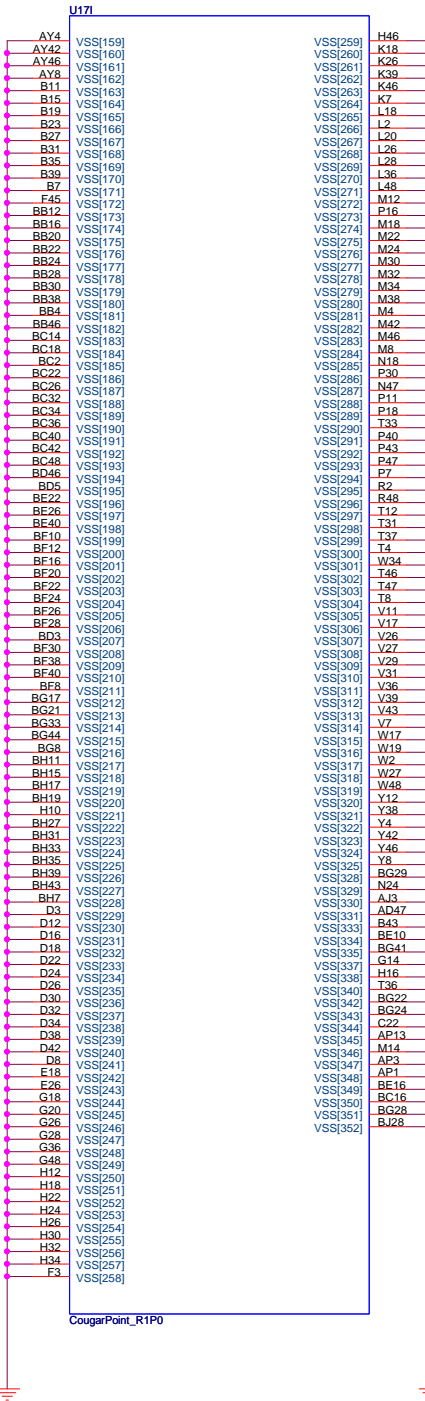 U17I
AY4 VSS[159] VSS[259] H46
AY42 VSS[160] VSS[260] K18
AY46 VSS[161] VSS[261] K26
AY8 VSS[162] VSS[262] K39
B11 VSS[163] VSS[263] K46
B15 VSS[164] VSS[264] K7
B19 VSS[165] VSS[265] L18
B23 VSS[166] VSS[266] L2
B27 VSS[167] VSS[267] L20
B31 VSS[168] VSS[268] L26
B35 VSS[169] VSS[269] L28
B39 VSS[170] VSS[270] L36
B7 VSS[171] VSS[271] L48
F45 VSS[172] VSS[272] M12
BB12 VSS[173] VSS[273] P16
BB16 VSS[174] VSS[274] M18
BB20 VSS[175] VSS[275] M22
BB22 VSS[176] VSS[276] M24
BB24 VSS[177] VSS[277] M30
BB28 VSS[178] VSS[278] M32
BB30 VSS[179] VSS[279] M34
BB38 VSS[180] VSS[280] M38
BB4 VSS[181] VSS[281] M4
BB46 VSS[182] VSS[282] M42
BC14 VSS[183] VSS[283] M46
BC18 VSS[184] VSS[284] M8
BC2 VSS[185] VSS[285] N18
BC22 VSS[186] VSS[286] P30
BC26 VSS[187] VSS[287] N47
BC32 VSS[188] VSS[288] P11
BC34 VSS[189] VSS[289] P18
BC36 VSS[190] VSS[290] T33
BC40 VSS[191] VSS[291] P40
BC42 VSS[192] VSS[292] P43
BC48 VSS[193] VSS[293] P47
BD46 VSS[194] VSS[294] P7
BD5 VSS[195] VSS[295] R2
BE22 VSS[196] VSS[296] R48
BE26 VSS[197] VSS[297] T12
BE40 VSS[198] VSS[298] T31
BF10 VSS[199] VSS[299] T37
BF12 VSS[200] VSS[300] T4
BF16 VSS[201] VSS[301] W34
BF20 VSS[202] VSS[302] T46
BF22 VSS[203] VSS[303] T47
BF24 VSS[204] VSS[304] T8
BF26 VSS[205] VSS[305] V11
BF28 VSS[206] VSS[306] V17
BD3 VSS[207] VSS[307] V26
BF30 VSS[208] VSS[308] V27
BF38 VSS[209] VSS[309] V29
BF40 VSS[210] VSS[310] V31
BF8 VSS[211] VSS[311] V36
BG17 VSS[212] VSS[312] V39
BG21 VSS[213] VSS[313] V43
BG33 VSS[214] VSS[314] V7
BG44 VSS[215] VSS[315] W17
BG8 VSS[216] VSS[316] W19
BH11 VSS[217] VSS[317] W2
BH15 VSS[218] VSS[318] W27
BH17 VSS[219] VSS[319] W48
BH19 VSS[220] VSS[320] Y12
H10 VSS[221] VSS[321] Y38
BH27 VSS[222] VSS[322] Y4
BH31 VSS[223] VSS[323] Y42
BH33 VSS[224] VSS[324] Y46
BH35 VSS[225] VSS[325] Y8
BH39 VSS[226] VSS[328] BG29
BH43 VSS[227] VSS[329] N24
BH7 VSS[228] VSS[330] AJ3
D3 VSS[229] VSS[331] AD47
D12 VSS[230] VSS[333] B43
D16 VSS[231] VSS[334] BE10
D18 VSS[232] VSS[335] BG41
D22 VSS[233] VSS[337] G14
D24 VSS[234] VSS[338] H16
D26 VSS[235] VSS[340] T36
D30 VSS[236] VSS[342] BG22
D32 VSS[237] VSS[343] BG24
D34 VSS[238] VSS[344] C22
D38 VSS[239] VSS[345] AP13
D42 VSS[240] VSS[346] M14
D8 VSS[241] VSS[347] AP3
E18 VSS[242] VSS[348] AP1
E26 VSS[243] VSS[349] BE16
G18 VSS[244] VSS[350] BC16
G20 VSS[245] VSS[351] BG28
G26 VSS[246] VSS[352] BJ28
G28 VSS[247]
G36 VSS[248]
G48 VSS[249]
H12 VSS[250]
H18 VSS[251]
H22 VSS[252]
H24 VSS[253]
H26 VSS[254]
H30 VSS[255]
H32 VSS[256]
H34 VSS[257]
F3 VSS[258]
CougarPoint_R1P0